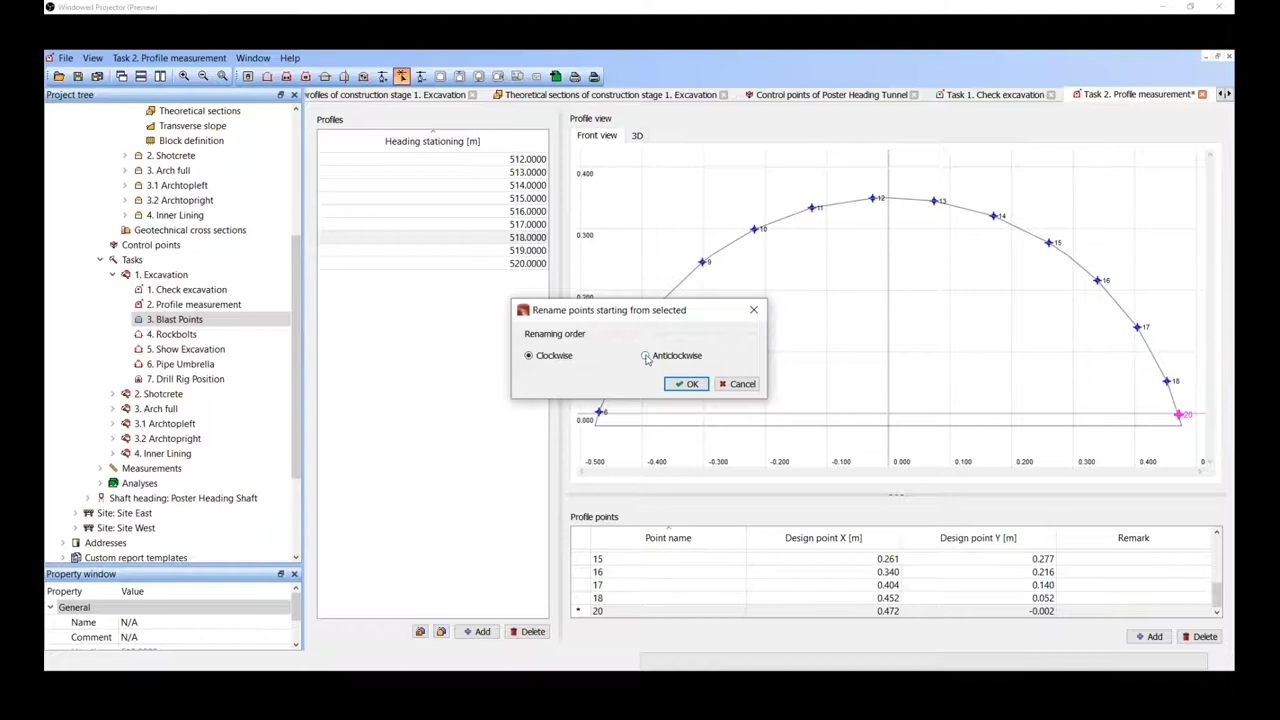 Windowed Projector (Preview)
File View Task 2. Profile measurement Window Help
Project tree
Theoretical sections
Transverse slope
Block definition
2. Shotcrete
3. Arch full
3.1 Archtopleft
3.2 Archtopright
4. Inner Lining
Geotechnical cross sections
Control points
Tasks
1. Excavation
1. Check excavation
2. Profile measurement
3. Blast Points
4. Rockbolts
5. Show Excavation
6. Pipe Umbrella
7. Drill Rig Position
2. Shotcrete
3. Arch full
3.1 Archtopleft
3.2 Archtopright
4. Inner Lining
Measurements
Analyses
Shaft heading: Poster Heading Shaft
Site: Site East
Site: Site West
Addresses
Custom report templates
Property window
Property Value
General
Name N/A
Comment N/A
rofiles of construction stage 1. Excavation Theoretical sections of construction stage 1. Excavation Control points of Poster Heading Tunnel Task 1. Check excavation Task 2. Profile measurement*
Profiles
Heading stationing [m]
512.0000
513.0000
514.0000
515.0000
516.0000
517.0000
518.0000
519.0000
520.0000
Add Delete
Profile view
Front view 3D
0.400
0.300
0.000
-0.500 -0.400 -0.300 -0.200 -0.100 0.000 0.100 0.200 0.300 0.400 0
6
9
10
11
12
13
14
15
16
17
18
20
Rename points starting from selected
Renaming order
Clockwise Anticlockwise
OK Cancel
Profile points
Point name Design point X [m] Design point Y [m] Remark
15 0.261 0.277
16 0.340 0.216
17 0.404 0.140
18 0.452 0.052
* 20 0.472 -0.002
Add Delete